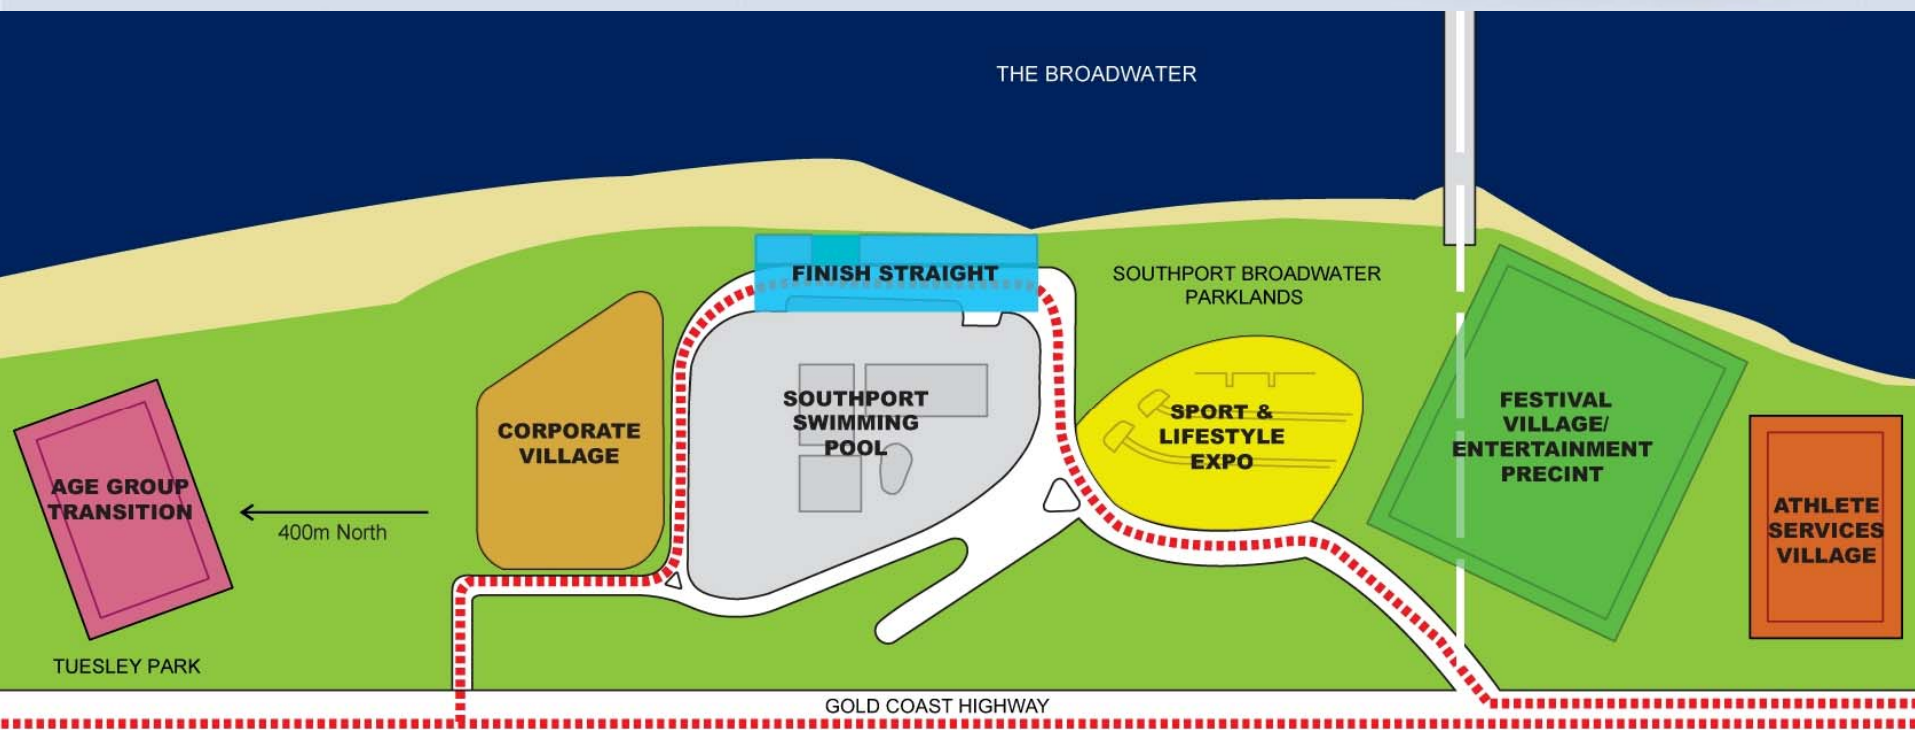 THE BROADWATER
FINISH STRAIGHT
SOUTHPORT BROADWATER
PARKLANDS
CORPORATE
VILLAGE
SOUTHPORT
SWIMMING
POOL
SPORT &
LIFESTYLE
EXPO
FESTIVAL
VILLAGE/
ENTERTAINMENT
PRECINT
AGE GROUP
TRANSITION
400m North
ATHLETE
SERVICES
VILLAGE
TUESLEY PARK
GOLD COAST HIGHWAY